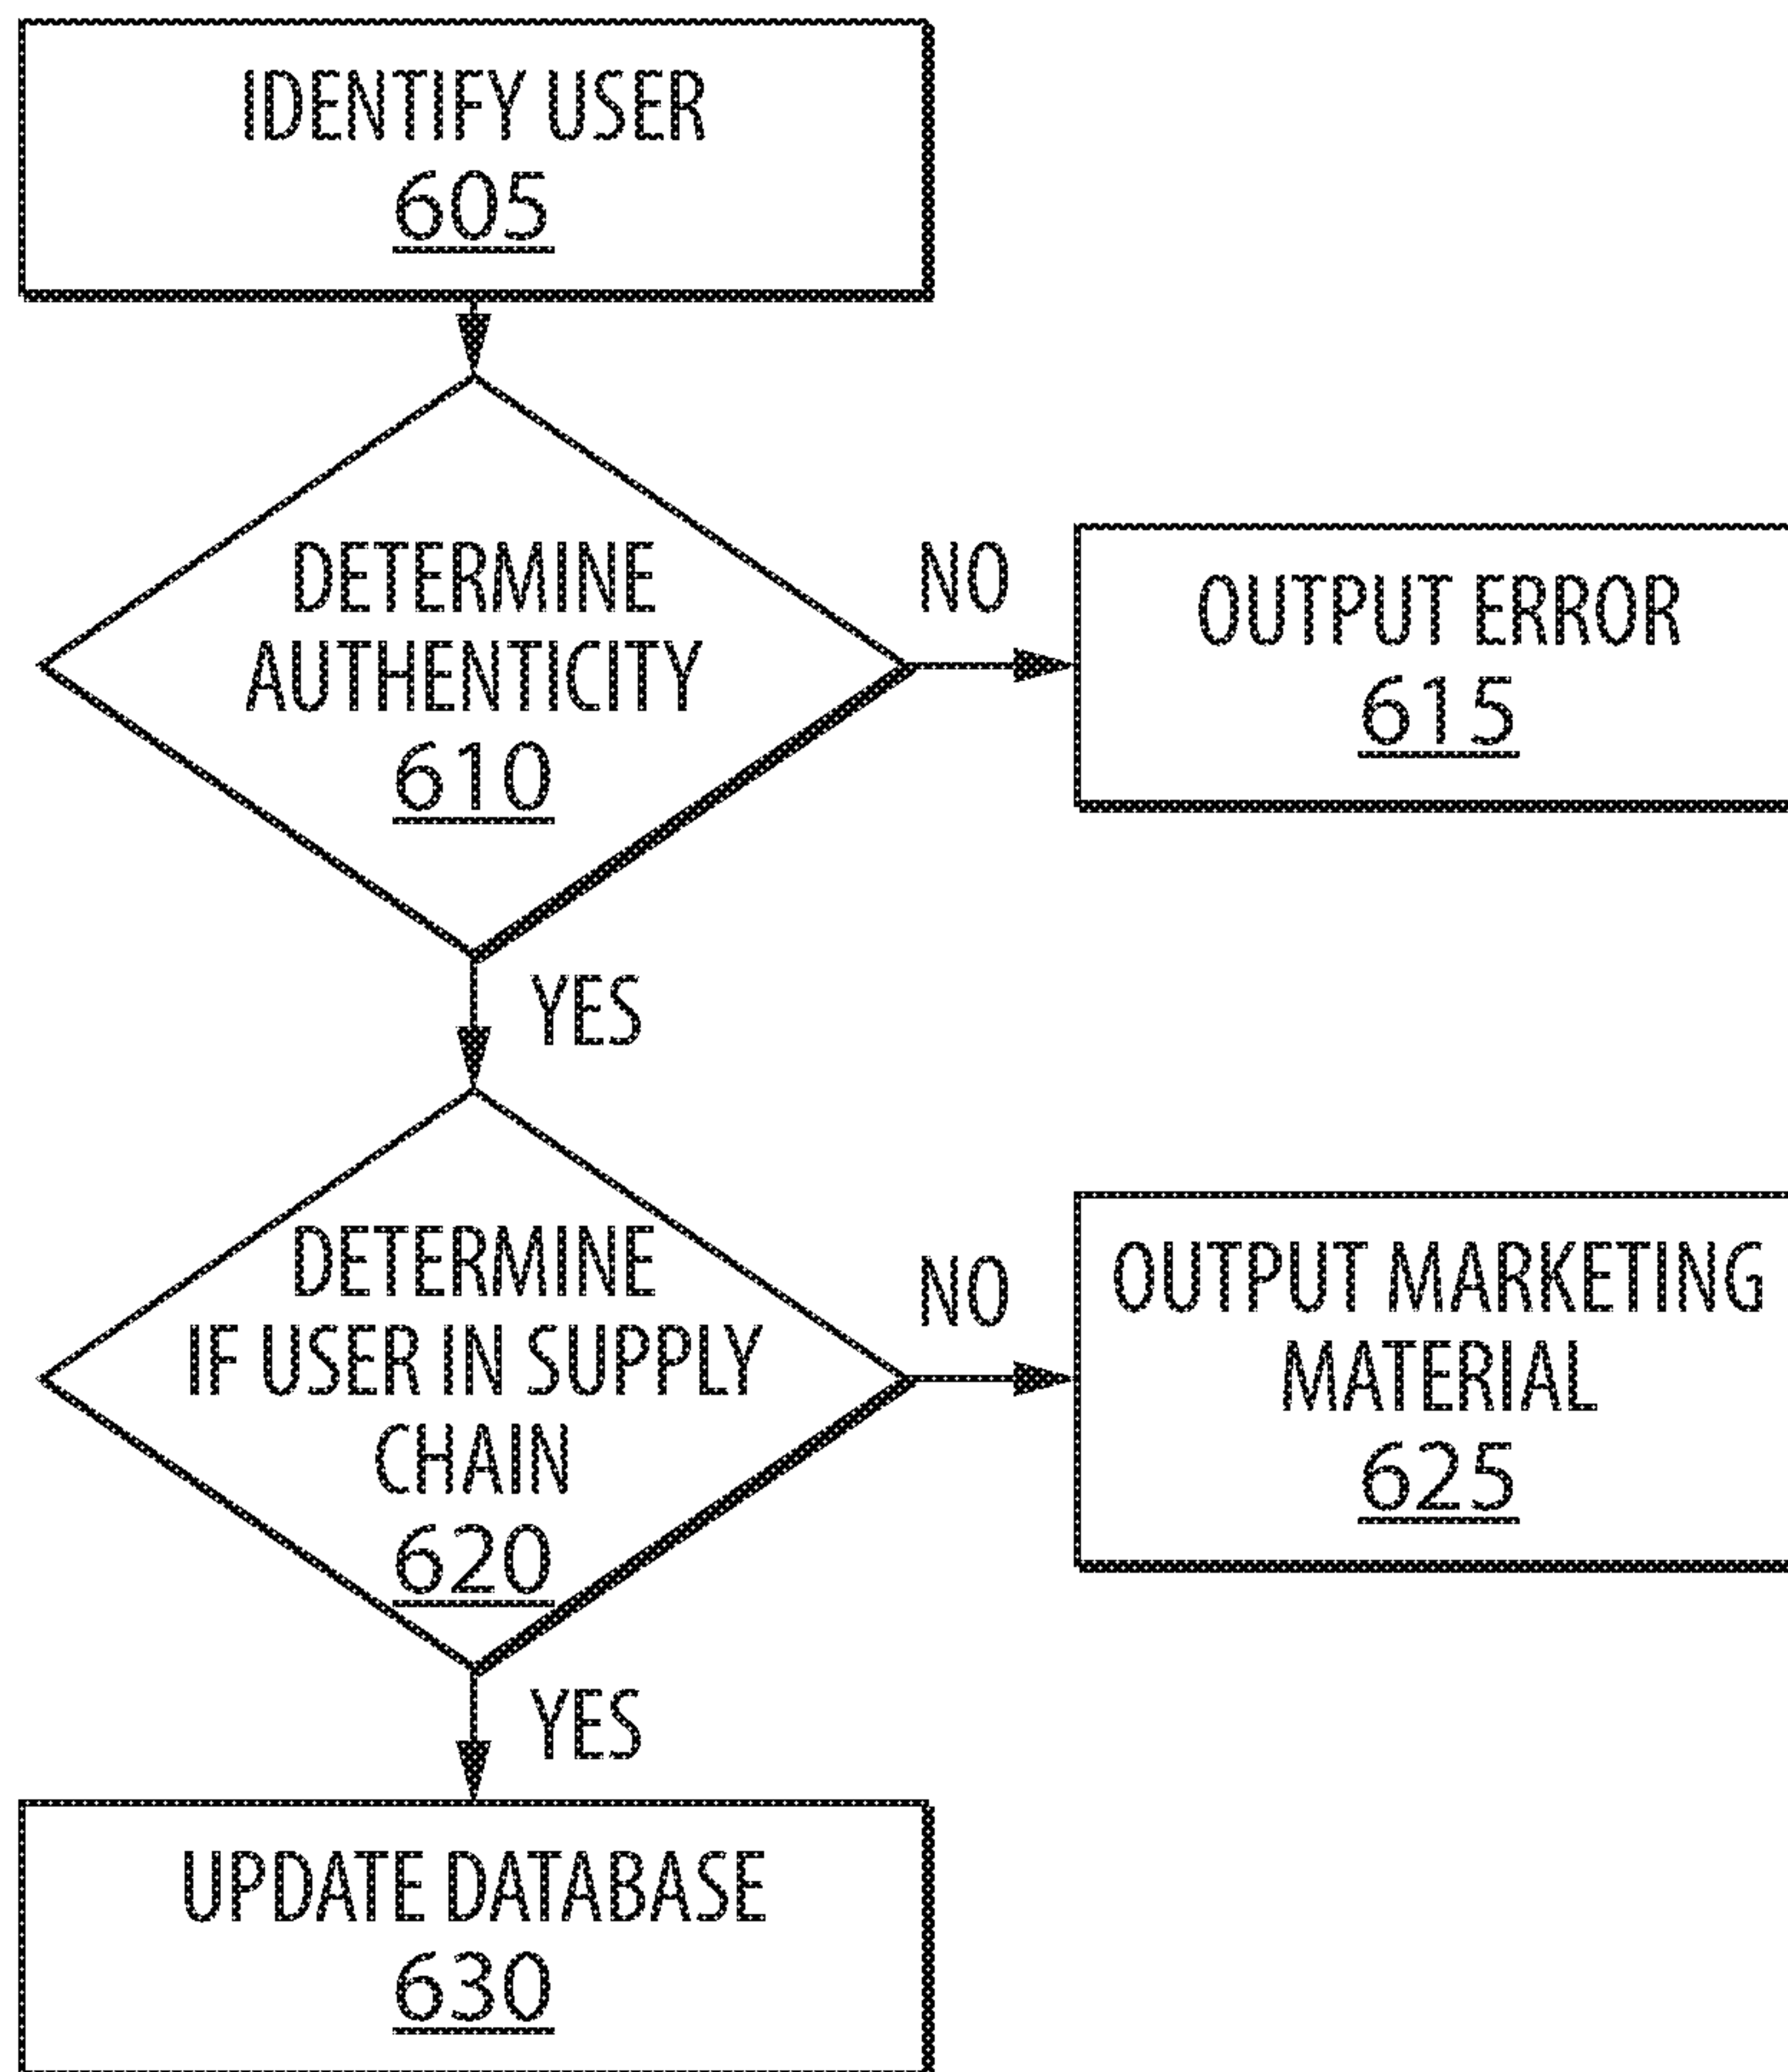 IDENTIFY USER
605
DETERMINE
AUTHENTICITY
610
NO
OUTPUT ERROR
615
YES
DETERMINE
IF USER IN SUPPLY
CHAIN
620
NO
OUTPUT MARKETING
MATERIAL
625
YES
UPDATE DATABASE
630